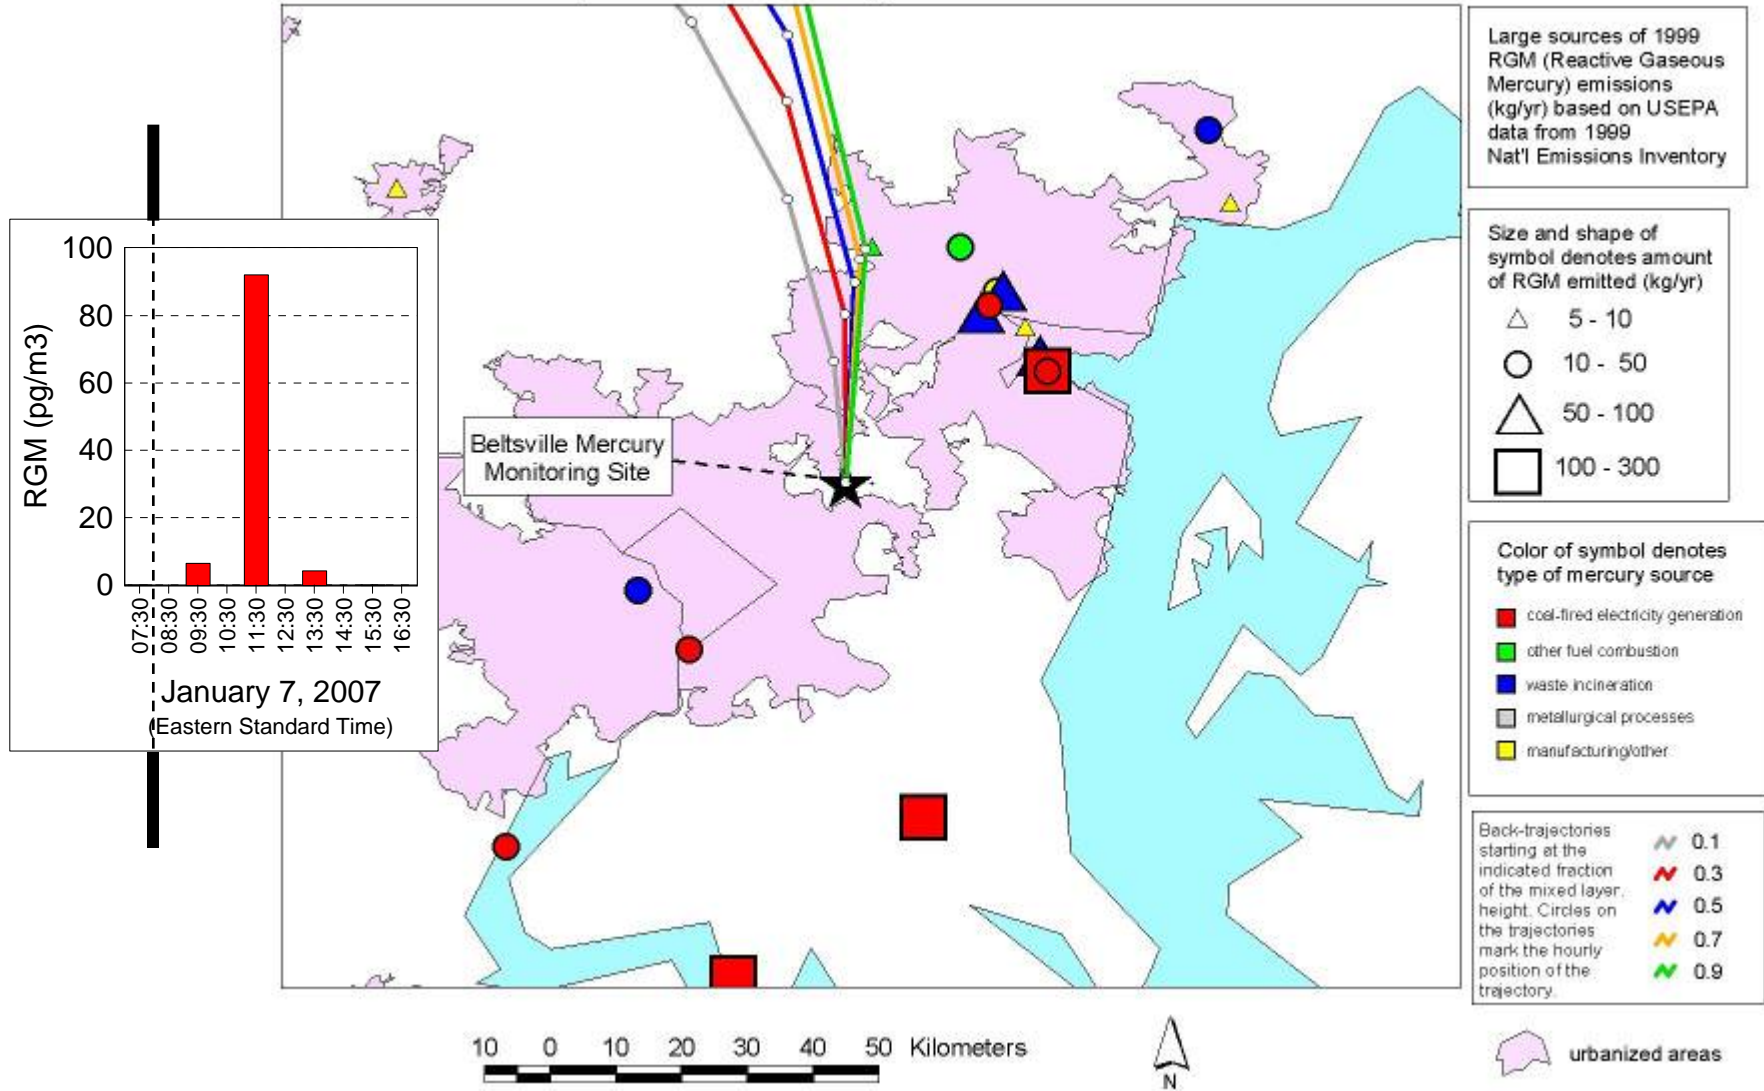 Large sources of 1999
RGM (Reactive Gaseous
Mercury) emissions
(kg/yr) based on USEPA
data from 1999
Nat'l Emissions Inventory
Size and shape of
symbol denotes amount
of RGM emitted (kg/yr)
5 - 10
10 - 50
50 - 100
100 - 300
Color of symbol denotes
type of mercury source
coal-fired electricity generation
other fuel combustion
waste incineration
metallurgical processes
manufacturing/other
Back-trajectories
starting at the
indicated fraction
of the mixed layer.
height. Circles on
the trajectories
mark the hourly
position of the
trajectory.
0.1
0.3
0.5
0.7
0.9
urbanized areas
Beltsville Mercury
Monitoring Site
RGM (pg/m3)
100
80
60
40
20
0
07:30
08:30
09:30
10:30
11:30
12:30
13:30
14:30
15:30
16:30
January 7, 2007
(Eastern Standard Time)
10 0 10 20 30 40 50 Kilometers
N